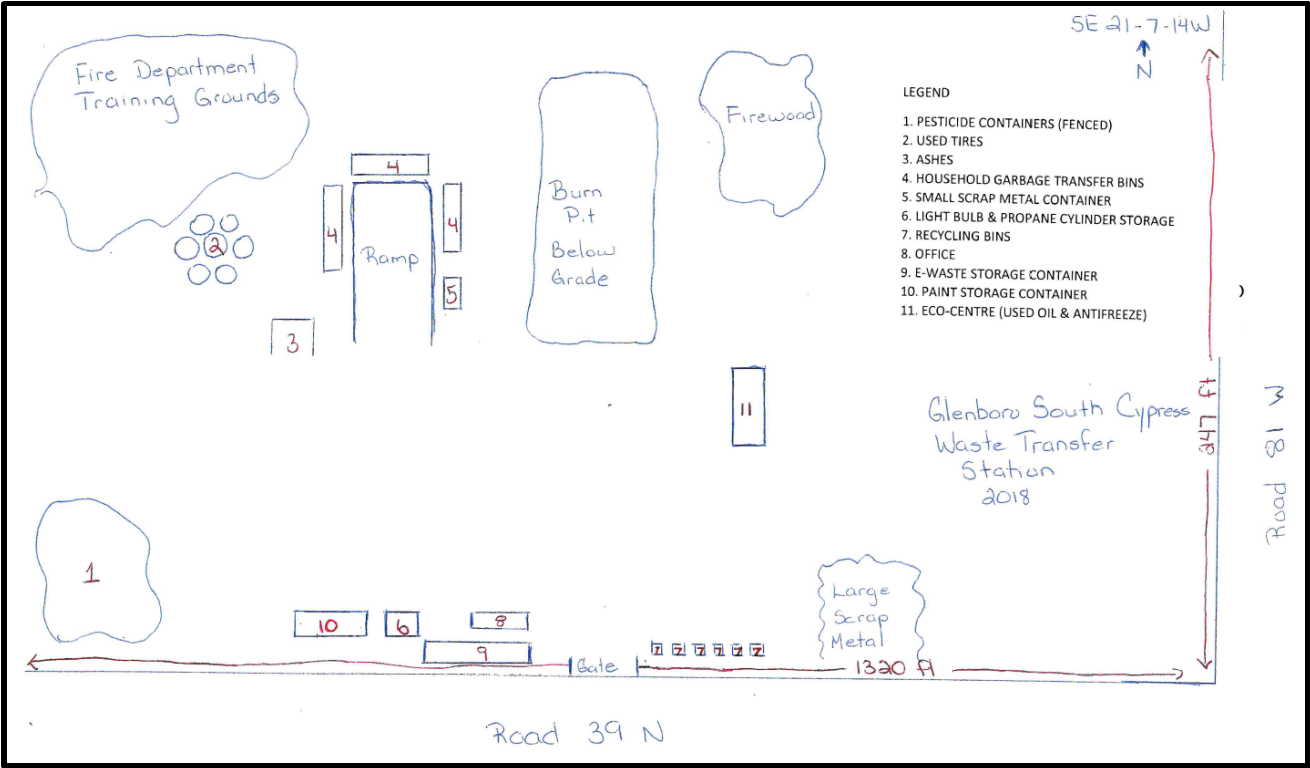 SE 21-7-14W
N
Fire Department
Training Grounds
Firewood
LEGEND
1. PESTICIDE CONTAINERS (FENCED)
2. USED TIRES
3. ASHES
4. HOUSEHOLD GARBAGE TRANSFER BINS
5. SMALL SCRAP METAL CONTAINER
6. LIGHT BULB & PROPANE CYLINDER STORAGE
7. RECYCLING BINS
8. OFFICE
9. E-WASTE STORAGE CONTAINER
10. PAINT STORAGE CONTAINER
11. ECO-CENTRE (USED OIL & ANTIFREEZE)
)
4
4
4
Ramp
5
2
3
Burn
Pit
Below
Grade
11
Glenboro South Cypress
Waste Transfer
Station
2018
Road 81 W
1
10
6
8
9
Gate
7 7 7 7 7 7
Large
Scrap
Metal
1320 ft
Road 39 N